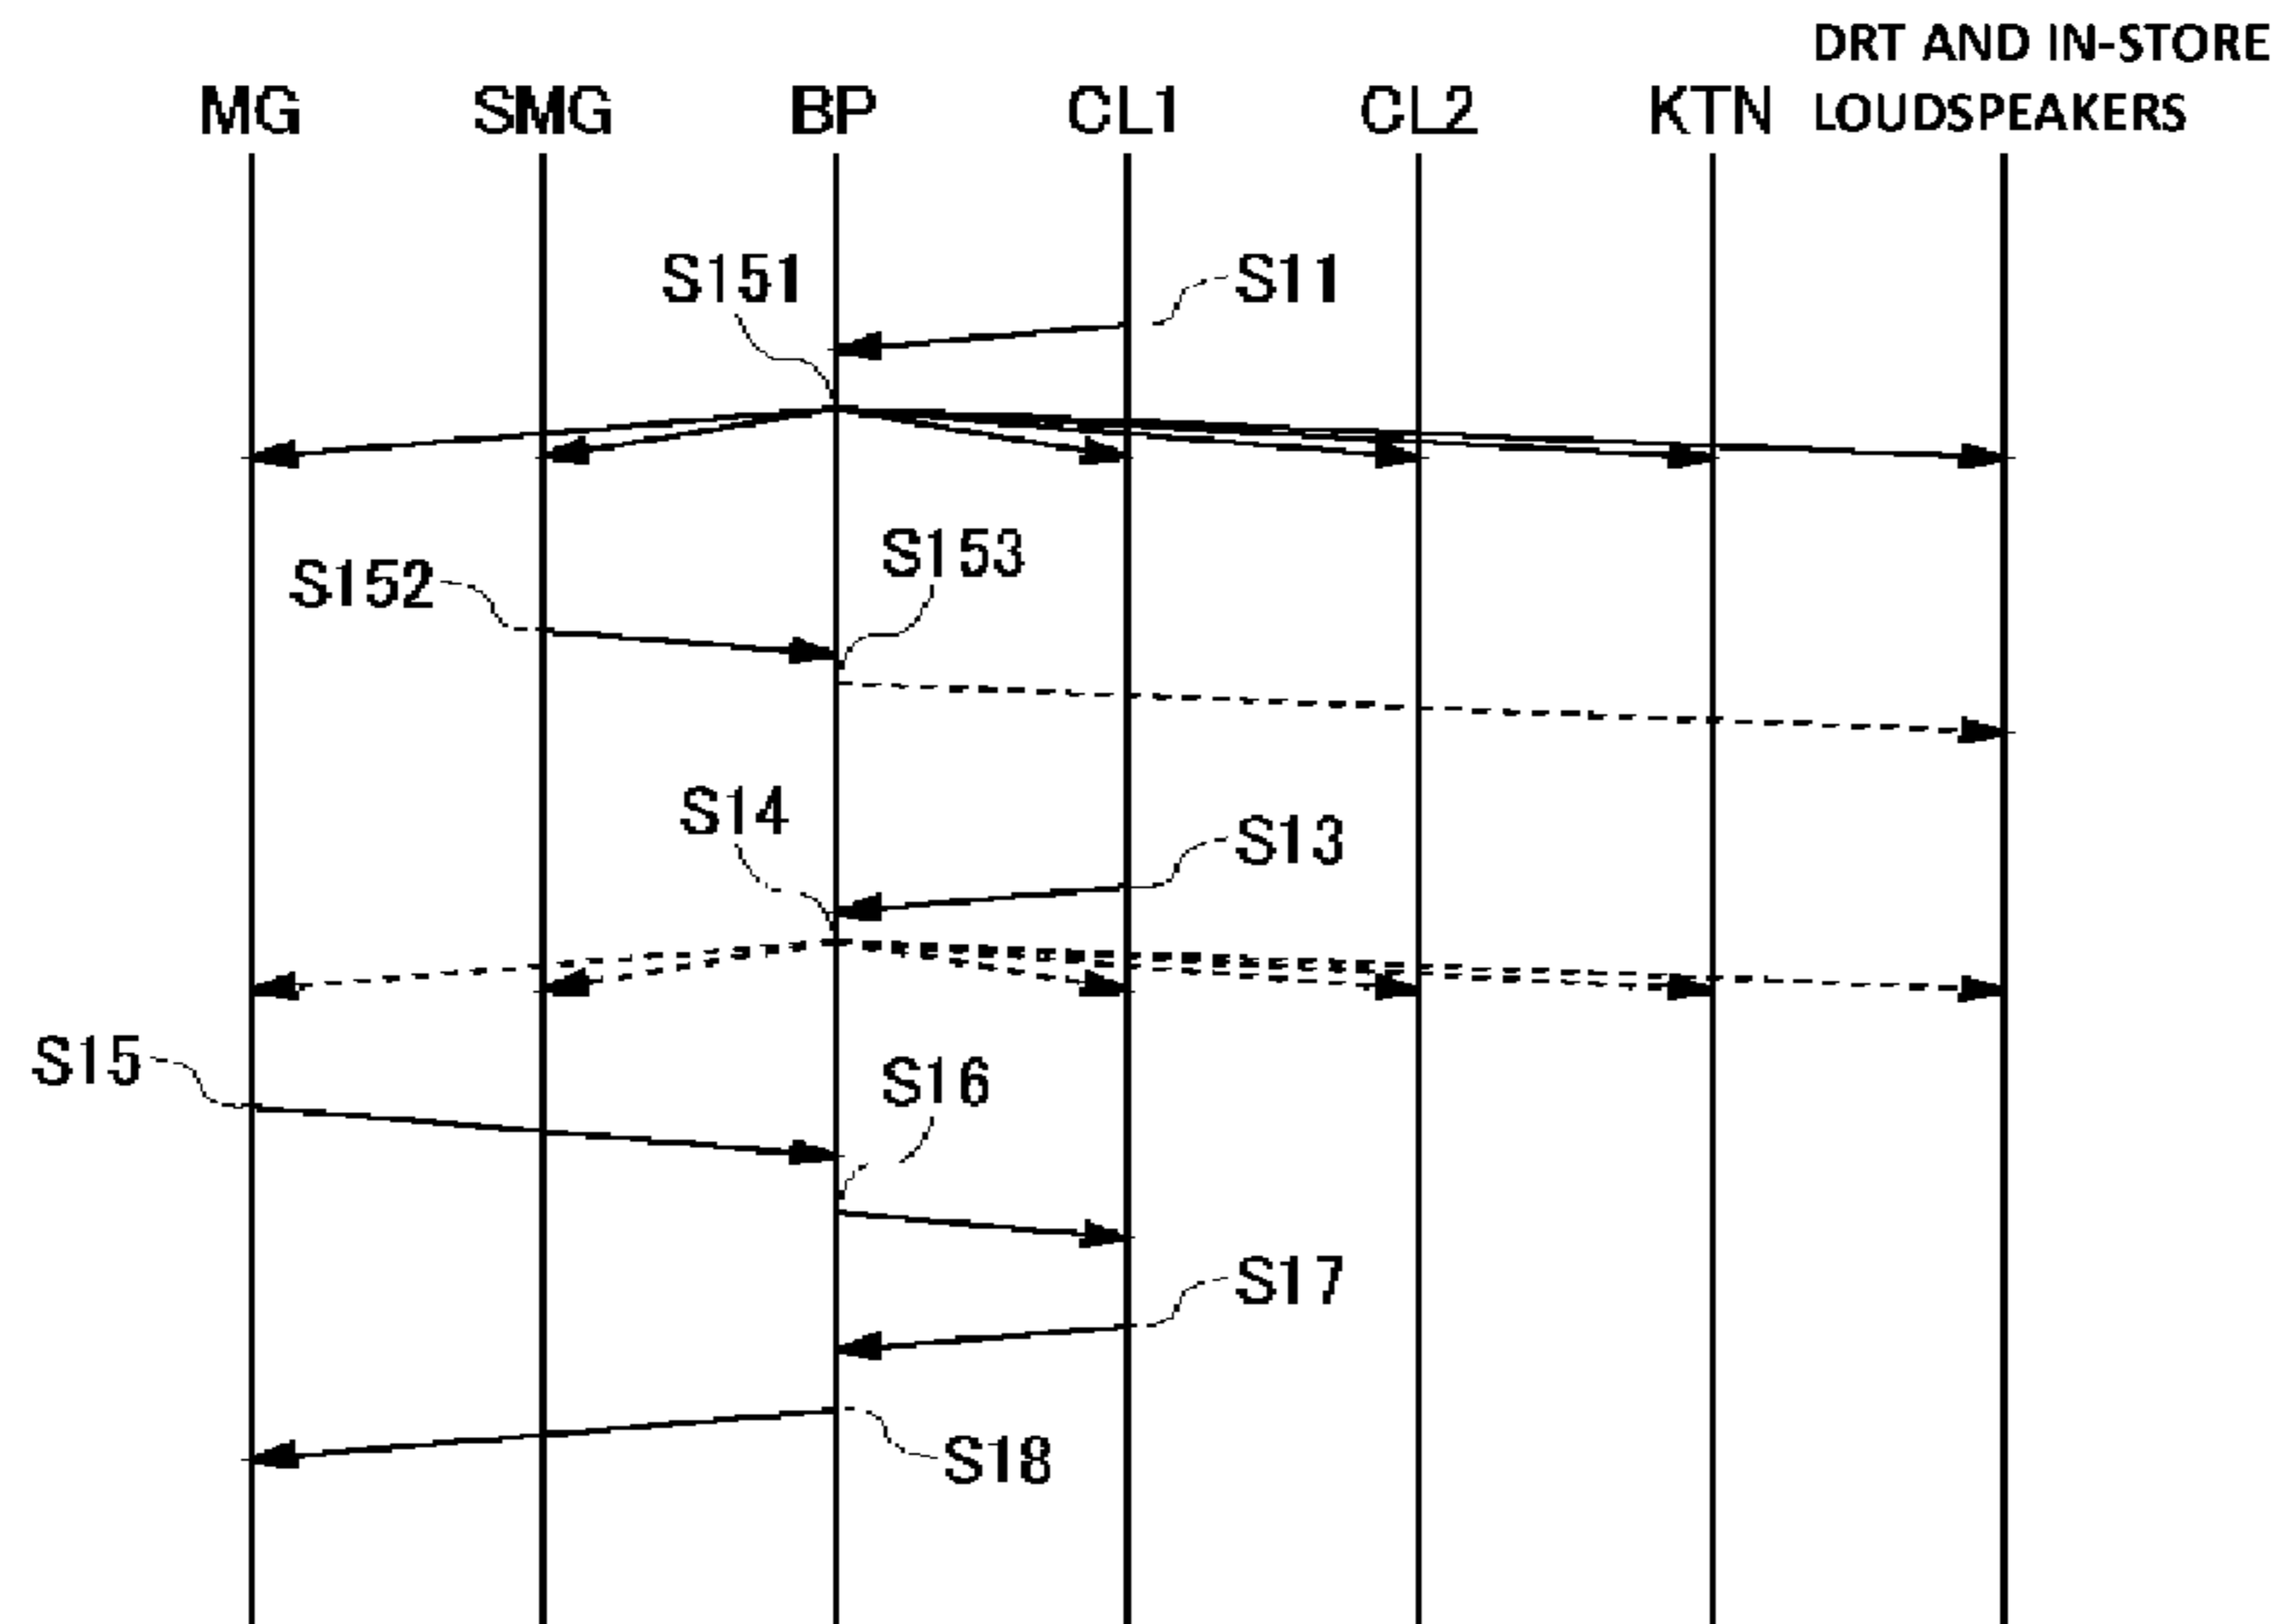 DRT AND IN-STORE
LOUDSPEAKERS
MG SMG BP CL1 CL2 KTN
S151 S11
S152 S153
S14 S13
S15 S16
S17
S18